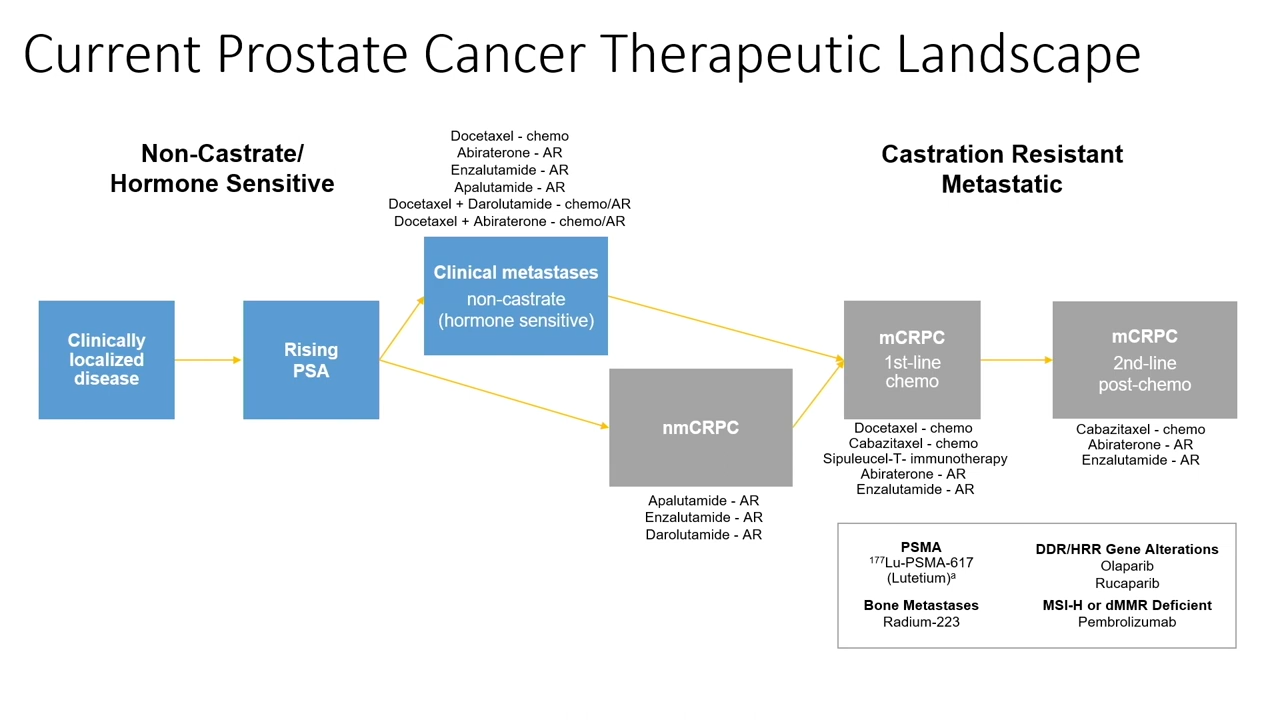 Current Prostate Cancer Therapeutic Landscape
Non-Castrate/
Hormone Sensitive
Docetaxel - chemo
Abiraterone - AR
Enzalutamide - AR
Apalutamide - AR
Docetaxel + Darolutamide - chemo/AR
Docetaxel + Abiraterone - chemo/AR
Castration Resistant
Metastatic
Clinically
localized
disease
Rising
PSA
Clinical metastases
non-castrate
(hormone sensitive)
nmCRPC
Apalutamide - AR
Enzalutamide - AR
Darolutamide - AR
mCRPC
1st-line
chemo
Docetaxel - chemo
Cabazitaxel - chemo
Sipuleucel-T- immunotherapy
Abiraterone - AR
Enzalutamide - AR
mCRPC
2nd-line
post-chemo
Cabazitaxel - chemo
Abiraterone - AR
Enzalutamide - AR
PSMA
¹⁷⁷Lu-PSMA-617
(Lutetium)ᵃ
Bone Metastases
Radium-223
DDR/HRR Gene Alterations
Olaparib
Rucaparib
MSI-H or dMMR Deficient
Pembrolizumab